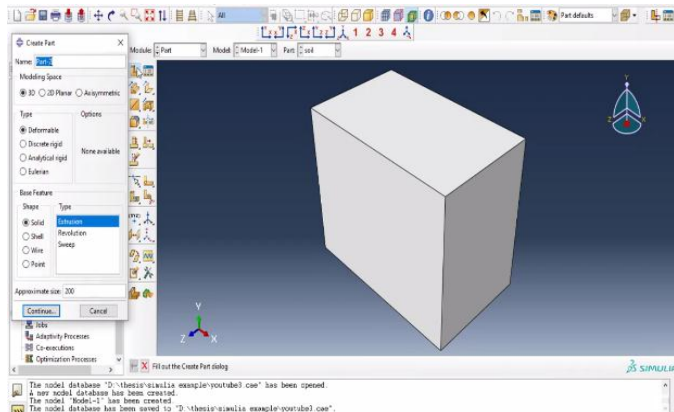 All
Part defaults
1 2 3 4
Create Part
Module: Part Model: Model-1 Part: soil
Name: Part-2
Modeling Space
3D 2D Planar Axisymmetric
Type Options
Deformable
Discrete rigid
Analytical rigid
Eulerian
None available
Base Feature
Shape Type
Solid
Shell
Wire
Point
Extrusion
Revolution
Sweep
Approximate size: 200
Continue... Cancel
Jobs
Adaptivity Processes
Co-executions
Optimization Processes
Y
Z X
Y
Z X
Fill out the Create Part dialog
SIMULIA
The model database "D:\thesis\simulia example\youtube3.cae" has been opened.
A new model database has been created.
The model "Model-1" has been created.
The model database has been saved to "D:\thesis\simulia example\youtube3.cae".